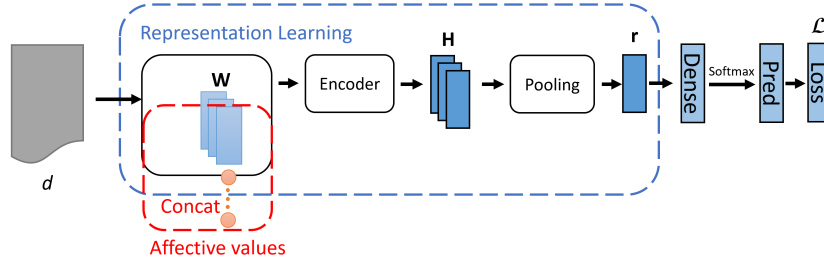 Representation Learning
d
W
Encoder
H
Pooling
r
Dense
Softmax
Pred
ℒ
Loss
Concat
Affective values